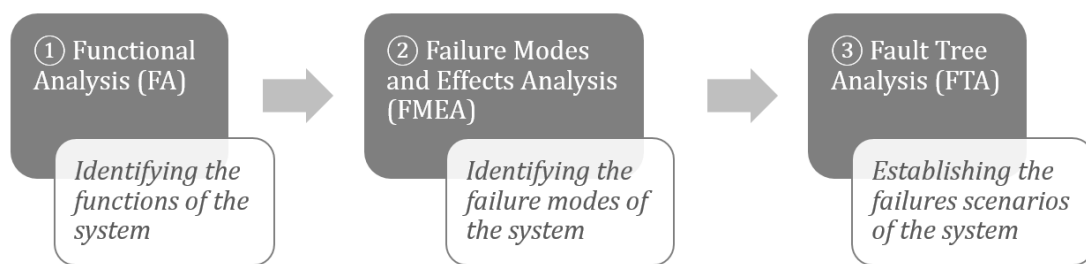 ① Functional
Analysis (FA)
Identifying the
functions of the
system
② Failure Modes
and Effects Analysis
(FMEA)
Identifying the
failure modes of
the system
③ Fault Tree
Analysis (FTA)
Establishing the
failures scenarios
of the system